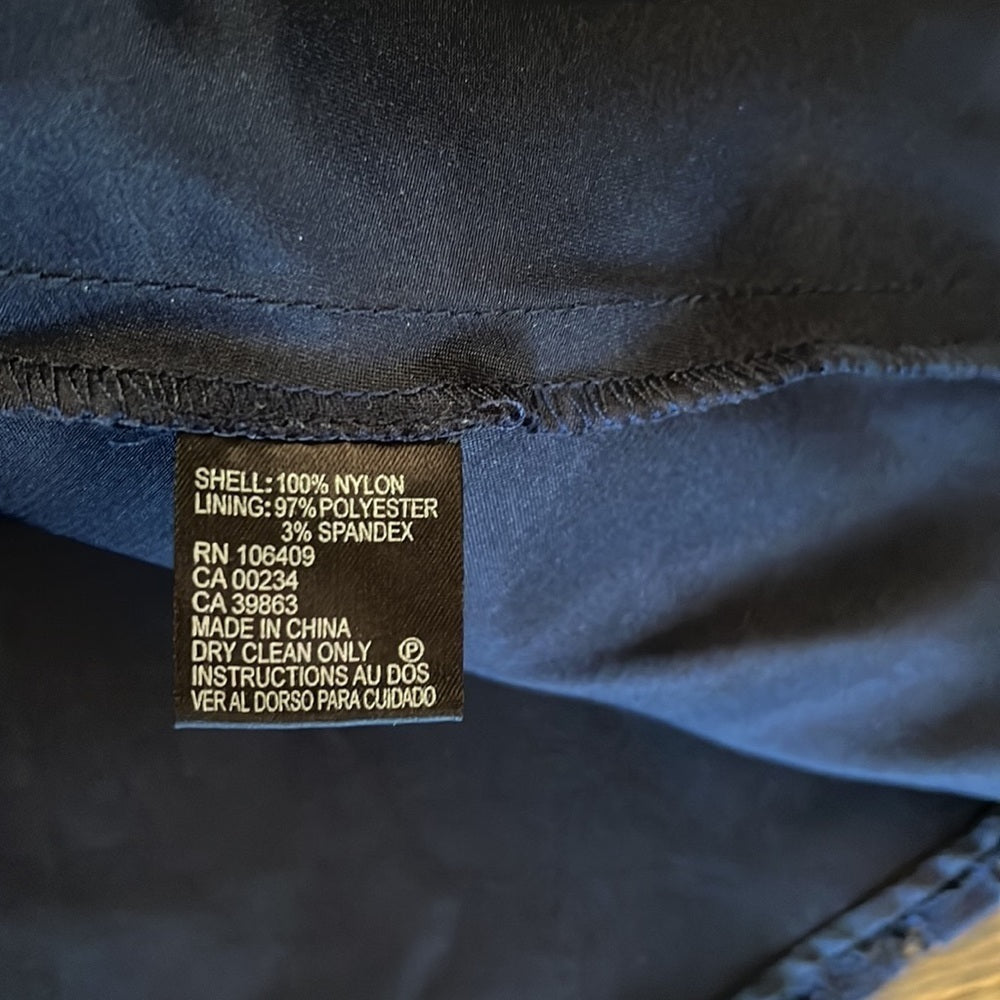 SHELL: 100% NYLON
LINING: 97% POLYESTER
3% SPANDEX
RN 106409
CA 00234
CA 39863
MADE IN CHINA
DRY CLEAN ONLY Ⓟ
INSTRUCTIONS AU DOS
VER AL DORSO PARA CUIDADO